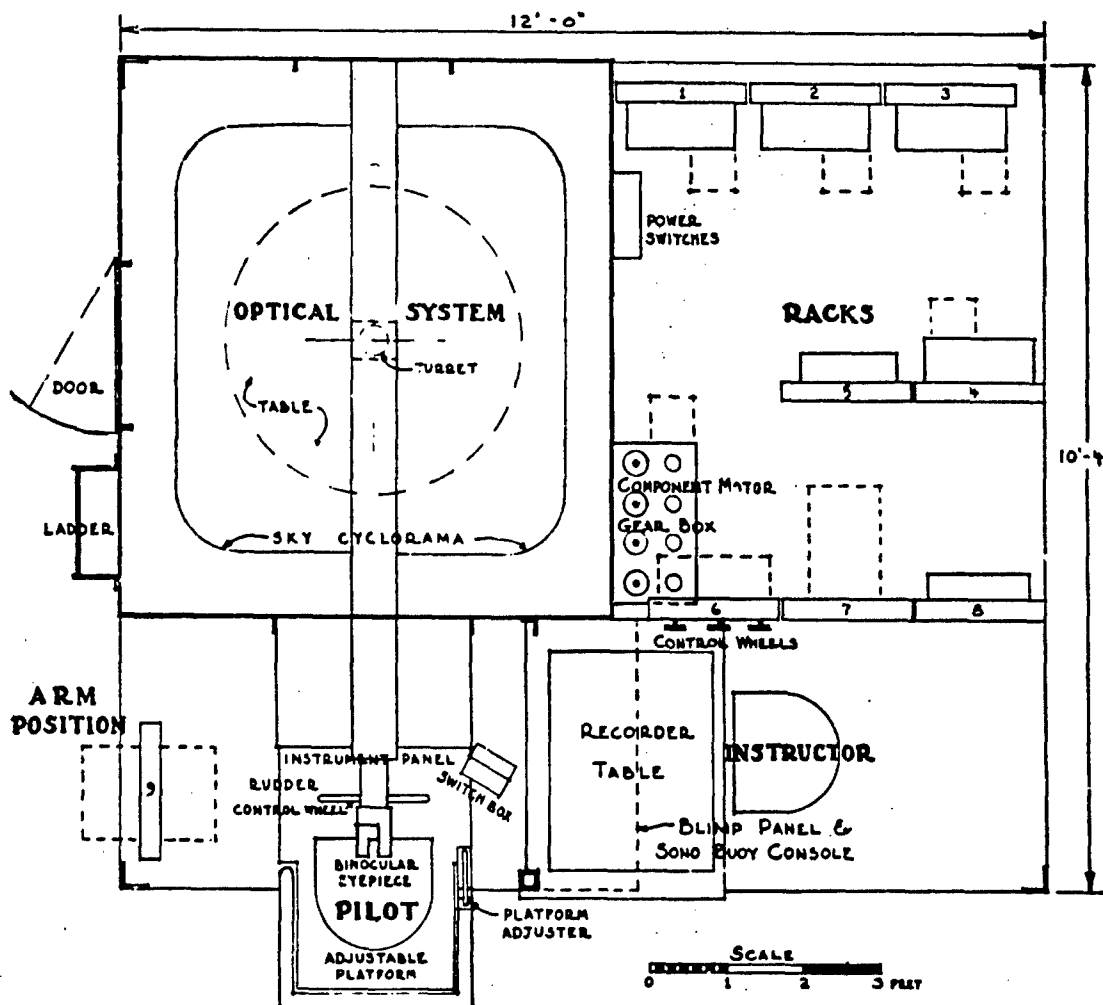 12'-0"
1
2
3
POWER
SWITCHES
OPTICAL SYSTEM
RACKS
TURRET
DOOR
TABLE
5
4
10'-4
COMPONENT MOTOR
GEAR BOX
LADDER
SKY CYCLORAMA
6
7
8
CONTROL WHEELS
ARM
POSITION
RECORDER
TABLE
INSTRUCTOR
INSTRUMENT PANEL
SWITCH BOX
RUDDER
CONTROL WHEEL
9
BLIMP PANEL &
SONO BUOY CONSOLE
BINOCULAR
EYEPIECE
PILOT
PLATFORM
ADJUSTER
ADJUSTABLE
PLATFORM
SCALE
0 1 2 3 FEET